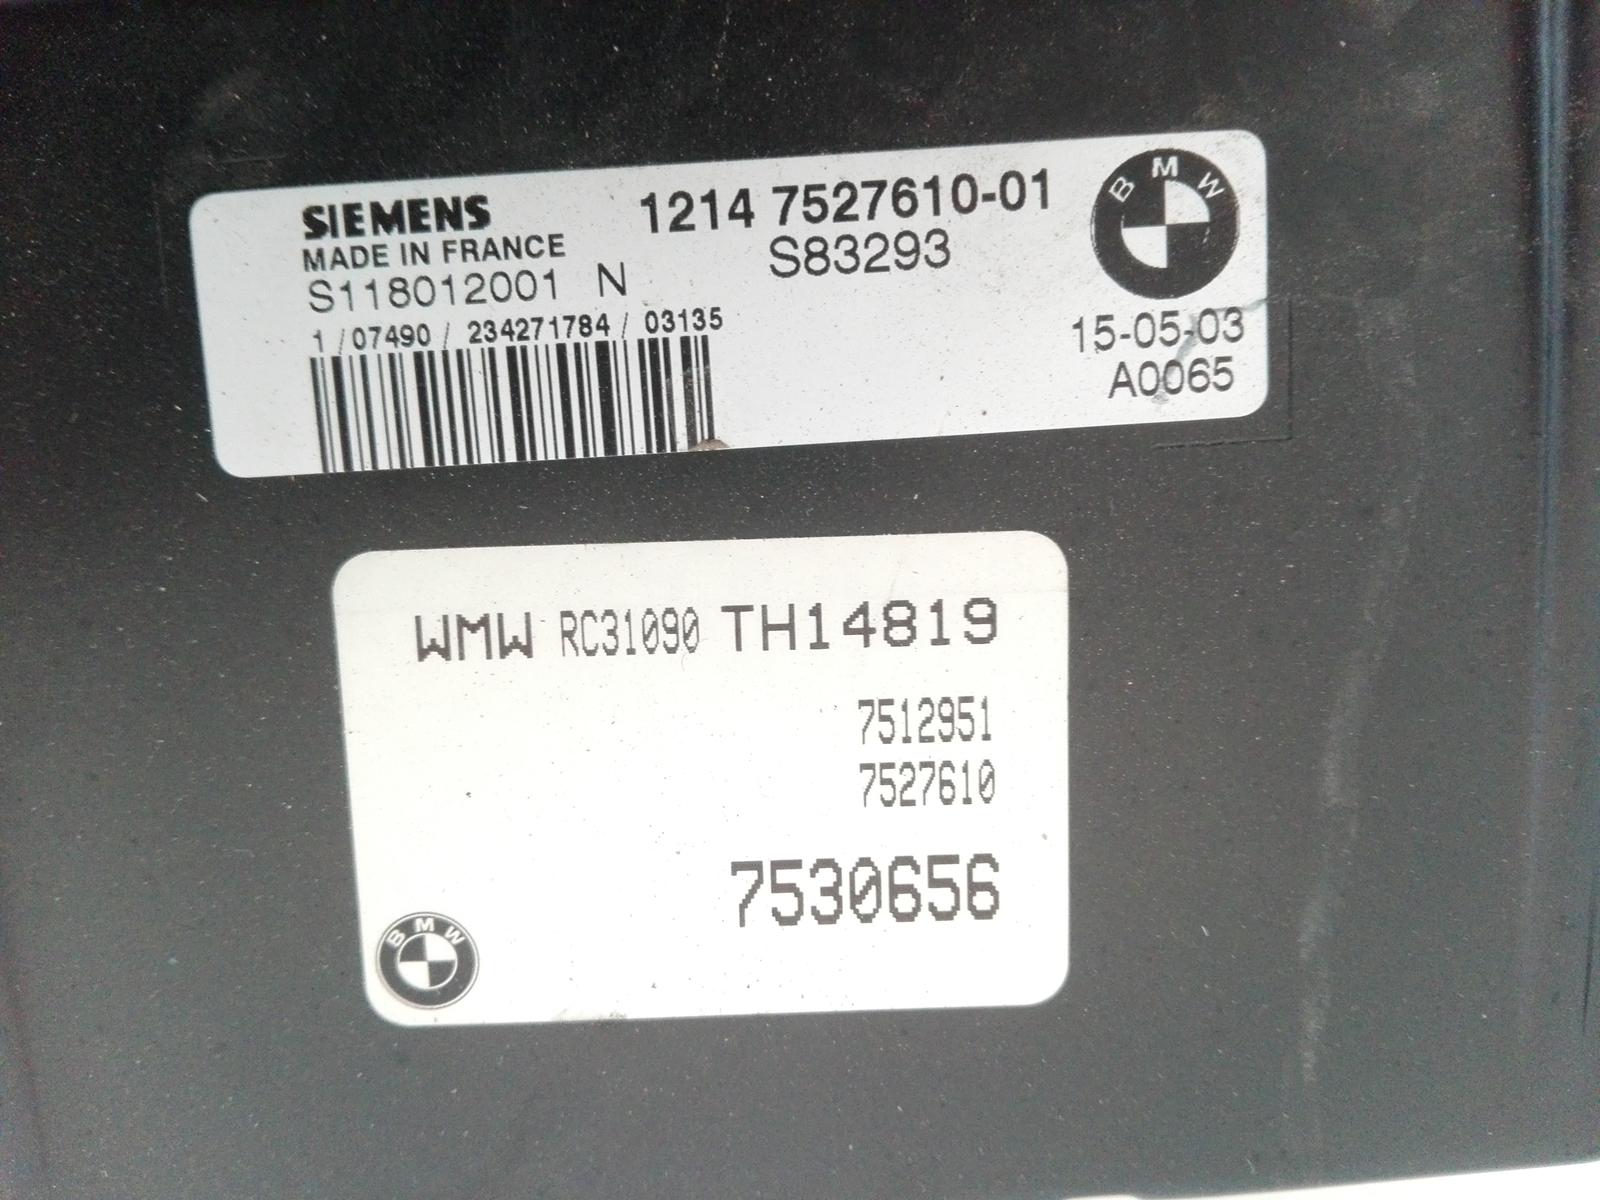 SIEMENS 1214 7527610-01
MADE IN FRANCE S83293
S118012001 N
1 / 07490 / 234271784 / 03135
BMW
15-05-03
A0065
WMW RC31090 TH14819
7512951
7527610
7530656
BMW